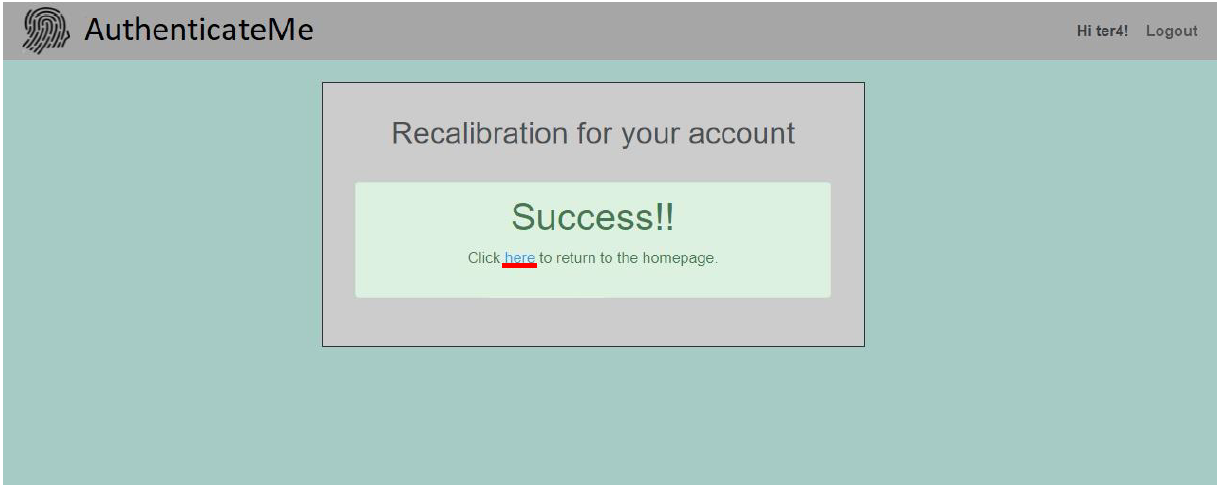 AuthenticateMe
Hi ter4! Logout
Recalibration for your account
Success!!
Click here to return to the homepage.